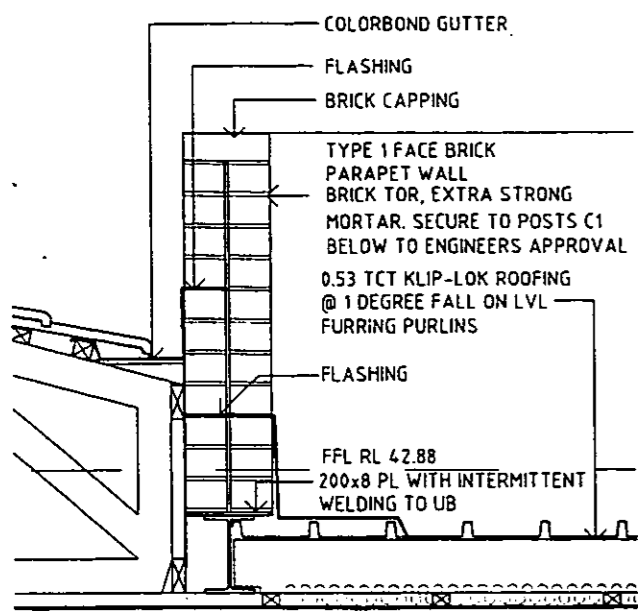 COLORBOND GUTTER
FLASHING
BRICK CAPPING
TYPE 1 FACE BRICK
PARAPET WALL
BRICK TOR, EXTRA STRONG
MORTAR. SECURE TO POSTS C1
BELOW TO ENGINEERS APPROVAL
0.53 TCT KLIP-LOK ROOFING
@ 1 DEGREE FALL ON LVL
FURRING PURLINS
FLASHING
FFL RL 42.88
200x8 PL WITH INTERMITTENT
WELDING TO UB